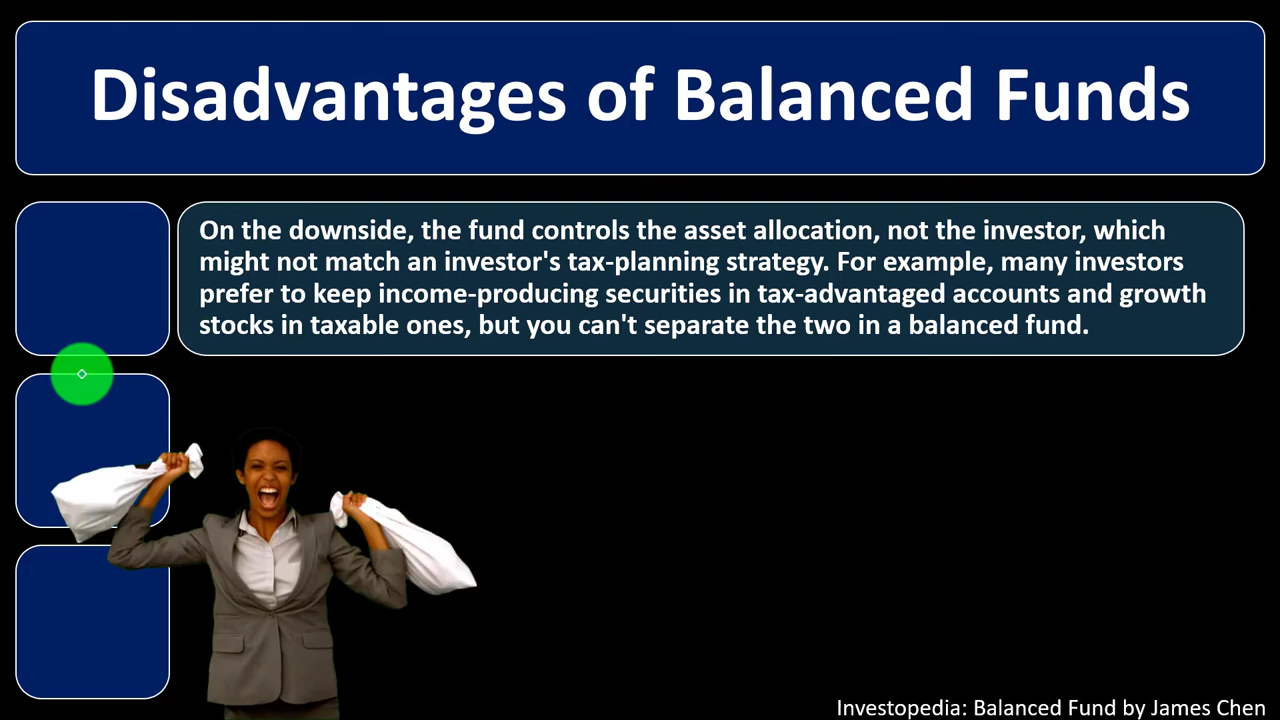 Disadvantages of Balanced Funds
On the downside, the fund controls the asset allocation, not the investor, which
might not match an investor's tax-planning strategy. For example, many investors
prefer to keep income-producing securities in tax-advantaged accounts and growth
stocks in taxable ones, but you can't separate the two in a balanced fund.
Investopedia: Balanced Fund by James Chen